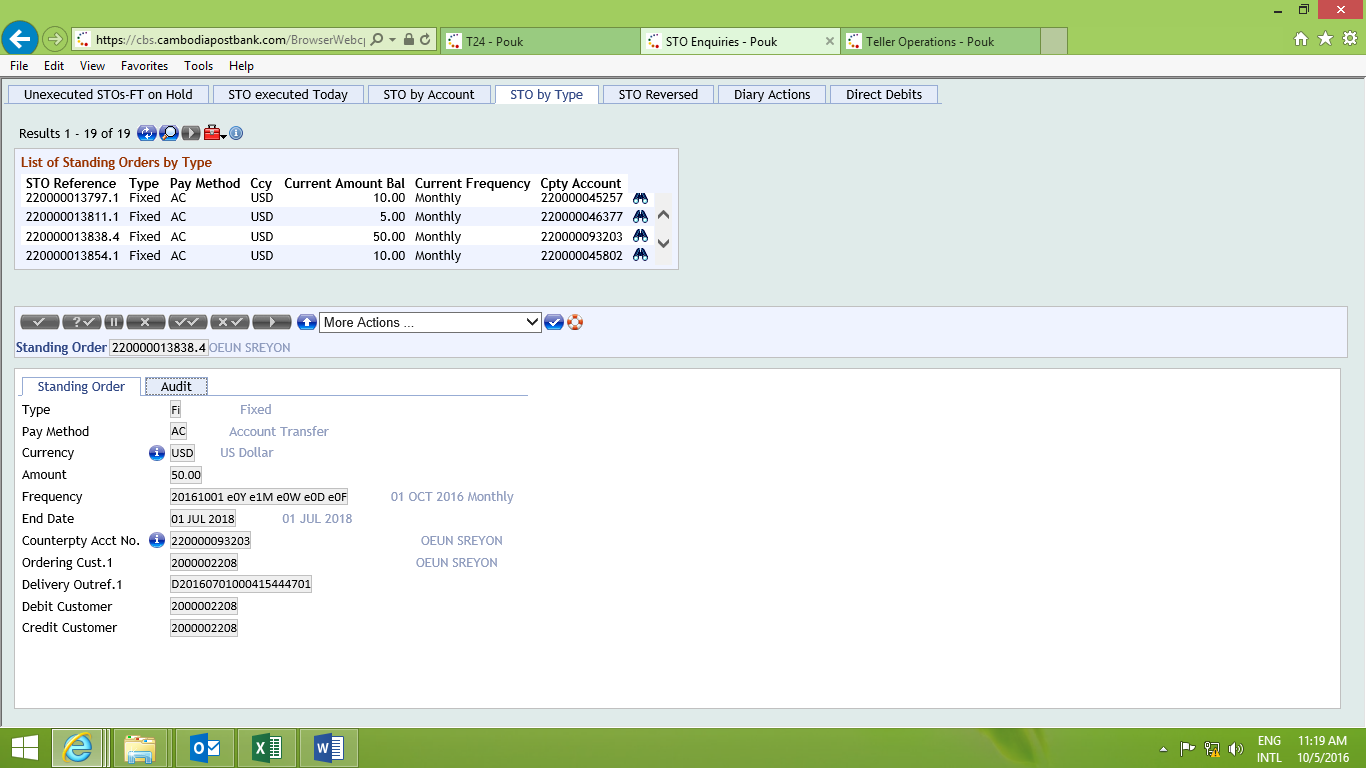 https://cbs.cambodiapostbank.com/BrowserWebcp
T24 - Pouk
STO Enquiries - Pouk
Teller Operations - Pouk
File Edit View Favorites Tools Help
Unexecuted STOs-FT on Hold STO executed Today STO by Account STO by Type STO Reversed Diary Actions Direct Debits
Results 1 - 19 of 19
List of Standing Orders by Type
STO Reference Type Pay Method Ccy Current Amount Bal Current Frequency Cpty Account
220000013797.1 Fixed AC USD 10.00 Monthly 220000045257
220000013811.1 Fixed AC USD 5.00 Monthly 220000046377
220000013838.4 Fixed AC USD 50.00 Monthly 220000093203
220000013854.1 Fixed AC USD 10.00 Monthly 220000045802
More Actions ...
Standing Order 220000013838.4 OEUN SREYON
Standing Order Audit
Type Fi Fixed
Pay Method AC Account Transfer
Currency USD US Dollar
Amount 50.00
Frequency 20161001 e0Y e1M e0W e0D e0F 01 OCT 2016 Monthly
End Date 01 JUL 2018 01 JUL 2018
Counterpty Acct No. 220000093203 OEUN SREYON
Ordering Cust.1 2000002208 OEUN SREYON
Delivery Outref.1 D20160701000415444701
Debit Customer 2000002208
Credit Customer 2000002208
ENG 11:19 AM
INTL 10/5/2016